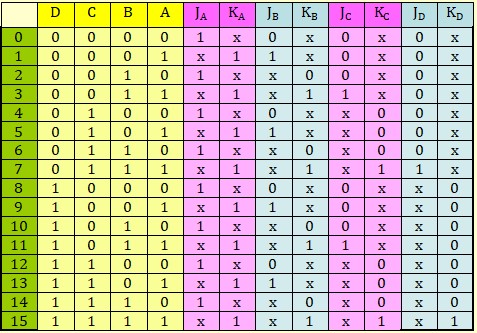 D C B A J_A K_A J_B K_B J_C K_C J_D K_D
0 0 0 0 0 1 x 0 x 0 x 0 x
1 0 0 0 1 x 1 1 x 0 x 0 x
2 0 0 1 0 1 x x 0 0 x 0 x
3 0 0 1 1 x 1 x 1 1 x 0 x
4 0 1 0 0 1 x 0 x x 0 0 x
5 0 1 0 1 x 1 1 x x 0 0 x
6 0 1 1 0 1 x x 0 x 0 0 x
7 0 1 1 1 x 1 x 1 x 1 1 x
8 1 0 0 0 1 x 0 x 0 x x 0
9 1 0 0 1 x 1 1 x 0 x x 0
10 1 0 1 0 1 x x 0 0 x x 0
11 1 0 1 1 x 1 x 1 1 x x 0
12 1 1 0 0 1 x 0 x x 0 x 0
13 1 1 0 1 x 1 1 x x 0 x 0
14 1 1 1 0 1 x x 0 x 0 x 0
15 1 1 1 1 x 1 x 1 x 1 x 1